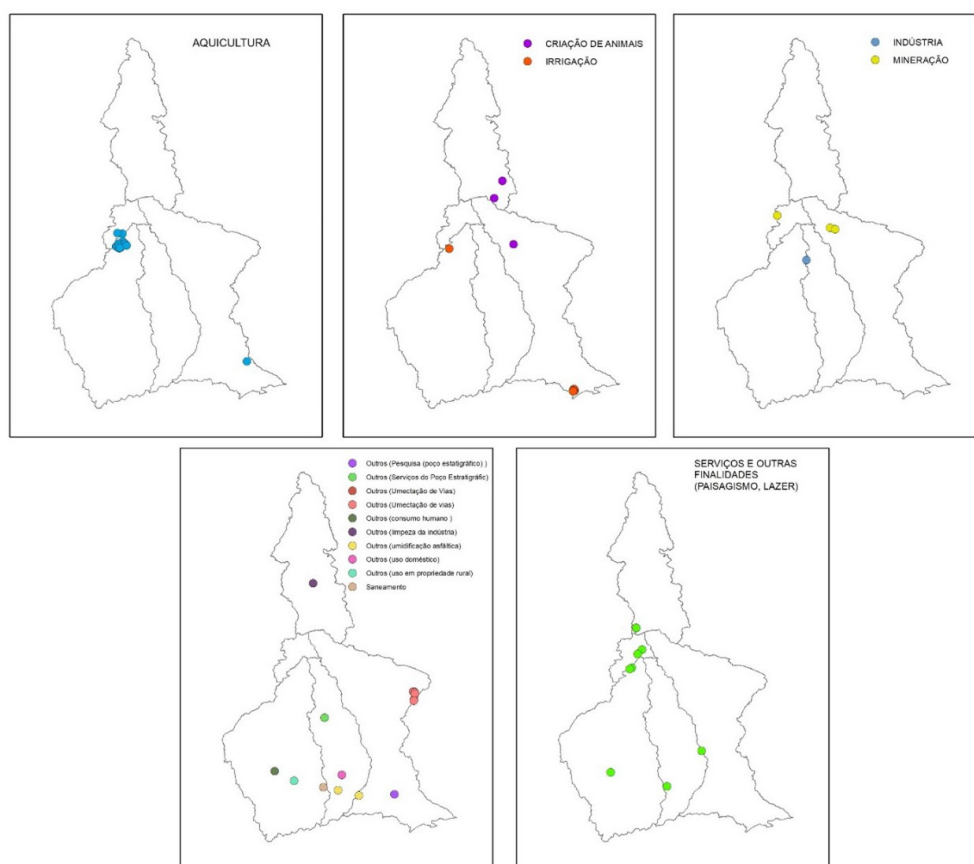 AQUICULTURA
CRIAÇÃO DE ANIMAIS
IRRIGAÇÃO
INDÚSTRIA
MINERAÇÃO
Outros (Pesquisa (poço estatigráfico) )
Outros (Serviços do Poço Estratigráfic)
Outros (Umectação de Vias)
Outros (Umectação de vias)
Outros (consumo humano )
Outros (limpeza da indústria)
Outros (umidificação asfáltica)
Outros (uso doméstico)
Outros (uso em propriedade rural)
Saneamento
SERVIÇOS E OUTRAS
FINALIDADES
(PAISAGISMO, LAZER)